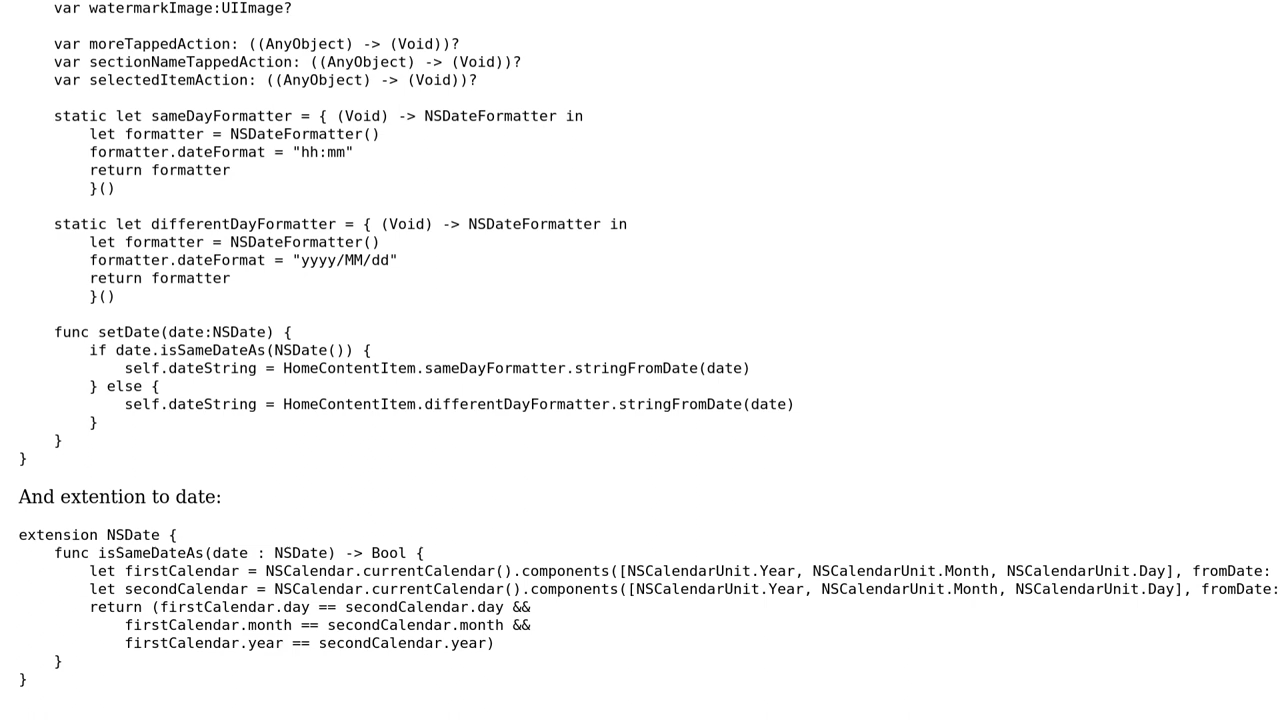 var watermarkImage:UIImage?
var moreTappedAction: ((AnyObject) -> (Void))?
var sectionNameTappedAction: ((AnyObject) -> (Void))?
var selectedItemAction: ((AnyObject) -> (Void))?
static let sameDayFormatter = { (Void) -> NSDateFormatter in
let formatter = NSDateFormatter()
formatter.dateFormat = "hh:mm"
return formatter
}()
static let differentDayFormatter = { (Void) -> NSDateFormatter in
let formatter = NSDateFormatter()
formatter.dateFormat = "yyyy/MM/dd"
return formatter
}()
func setDate(date:NSDate) {
if date.isSameDateAs(NSDate()) {
self.dateString = HomeContentItem.sameDayFormatter.stringFromDate(date)
} else {
self.dateString = HomeContentItem.differentDayFormatter.stringFromDate(date)
}
}
}
And extention to date:
extension NSDate {
func isSameDateAs(date : NSDate) -> Bool {
let firstCalendar = NSCalendar.currentCalendar().components([NSCalendarUnit.Year, NSCalendarUnit.Month, NSCalendarUnit.Day], fromDate:
let secondCalendar = NSCalendar.currentCalendar().components([NSCalendarUnit.Year, NSCalendarUnit.Month, NSCalendarUnit.Day], fromDate:
return (firstCalendar.day == secondCalendar.day &&
firstCalendar.month == secondCalendar.month &&
firstCalendar.year == secondCalendar.year)
}
}